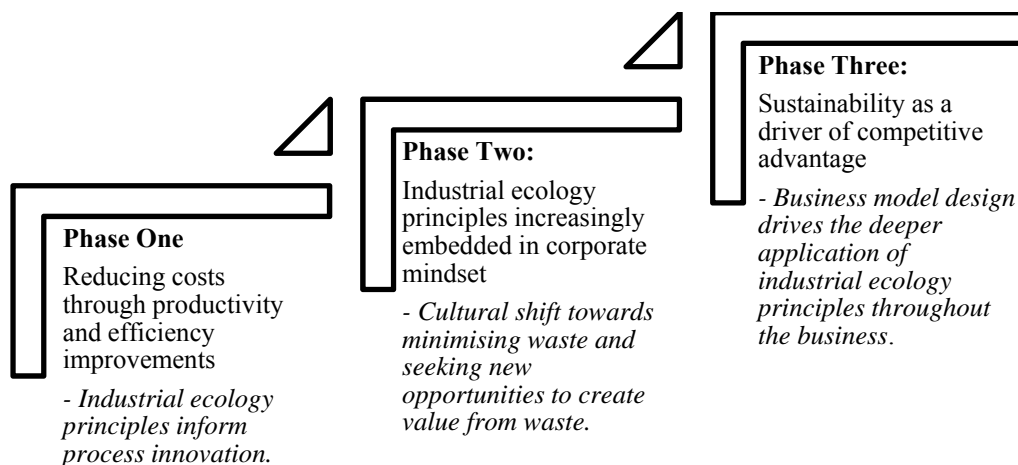 Phase One
Reducing costs
through productivity
and efficiency
improvements
- Industrial ecology
principles inform
process innovation.
Phase Two:
Industrial ecology
principles increasingly
embedded in corporate
mindset
- Cultural shift towards
minimising waste and
seeking new
opportunities to create
value from waste.
Phase Three:
Sustainability as a
driver of competitive
advantage
- Business model design
drives the deeper
application of
industrial ecology
principles throughout
the business.